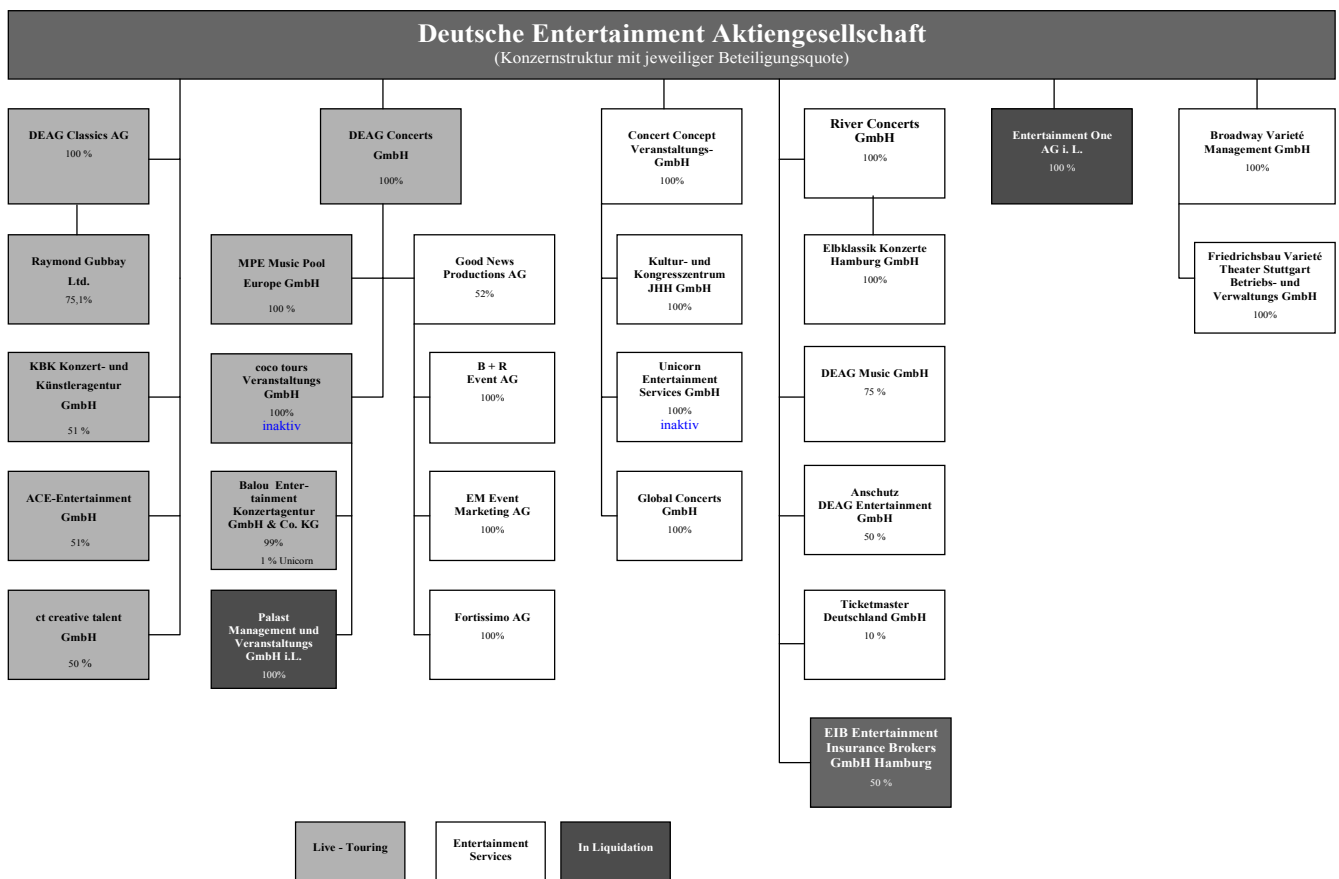 Deutsche Entertainment Aktiengesellschaft
(Konzernstruktur mit jeweiliger Beteiligungsquote)
DEAG Classics AG
100 %
DEAG Concerts
GmbH
100%
Concert Concept
Veranstaltungs-
GmbH
100%
River Concerts
GmbH
100%
Entertainment One
AG i. L.
100 %
Broadway Varieté
Management GmbH
100%
Raymond Gubbay
Ltd.
75,1%
MPE Music Pool
Europe GmbH
100 %
Good News
Productions AG
52%
Kultur- und
Kongresszentrum
JHH GmbH
100%
Elbklassik Konzerte
Hamburg GmbH
100%
Friedrichsbau Varieté
Theater Stuttgart
Betriebs- und
Verwaltungs GmbH
100%
KBK Konzert- und
Künstleragentur
GmbH
51 %
coco tours
Veranstaltungs
GmbH
100%
inaktiv
B + R
Event AG
100%
Unicorn
Entertainment
Services GmbH
100%
inaktiv
DEAG Music GmbH
75 %
ACE-Entertainment
GmbH
51%
Balou Enter-
tainment
Konzertagentur
GmbH & Co. KG
99%
1 % Unicorn
EM Event
Marketing AG
100%
Global Concerts
GmbH
100%
Anschutz
DEAG Entertainment
GmbH
50 %
ct creative talent
GmbH
50 %
Palast
Management und
Veranstaltungs
GmbH i.L.
100%
Fortissimo AG
100%
Ticketmaster
Deutschland GmbH
10 %
EIB Entertainment
Insurance Brokers
GmbH Hamburg
50 %
Live - Touring
Entertainment
Services
In Liquidation